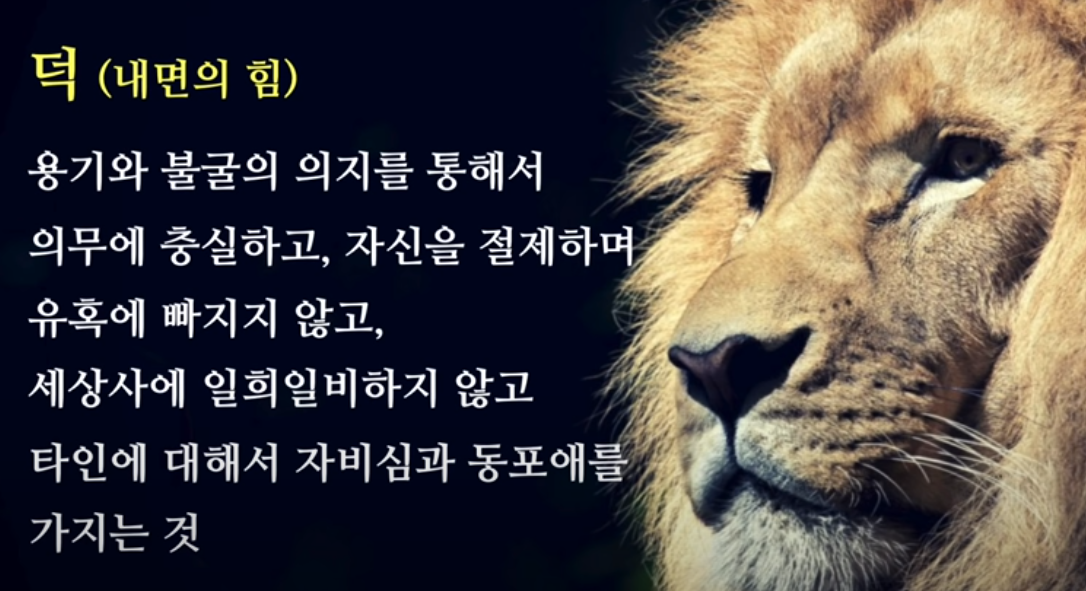 덕 (내면의 힘)
용기와 불굴의 의지를 통해서
의무에 충실하고, 자신을 절제하며
유혹에 빠지지 않고,
세상사에 일희일비하지 않고
타인에 대해서 자비심과 동포애를
가지는 것